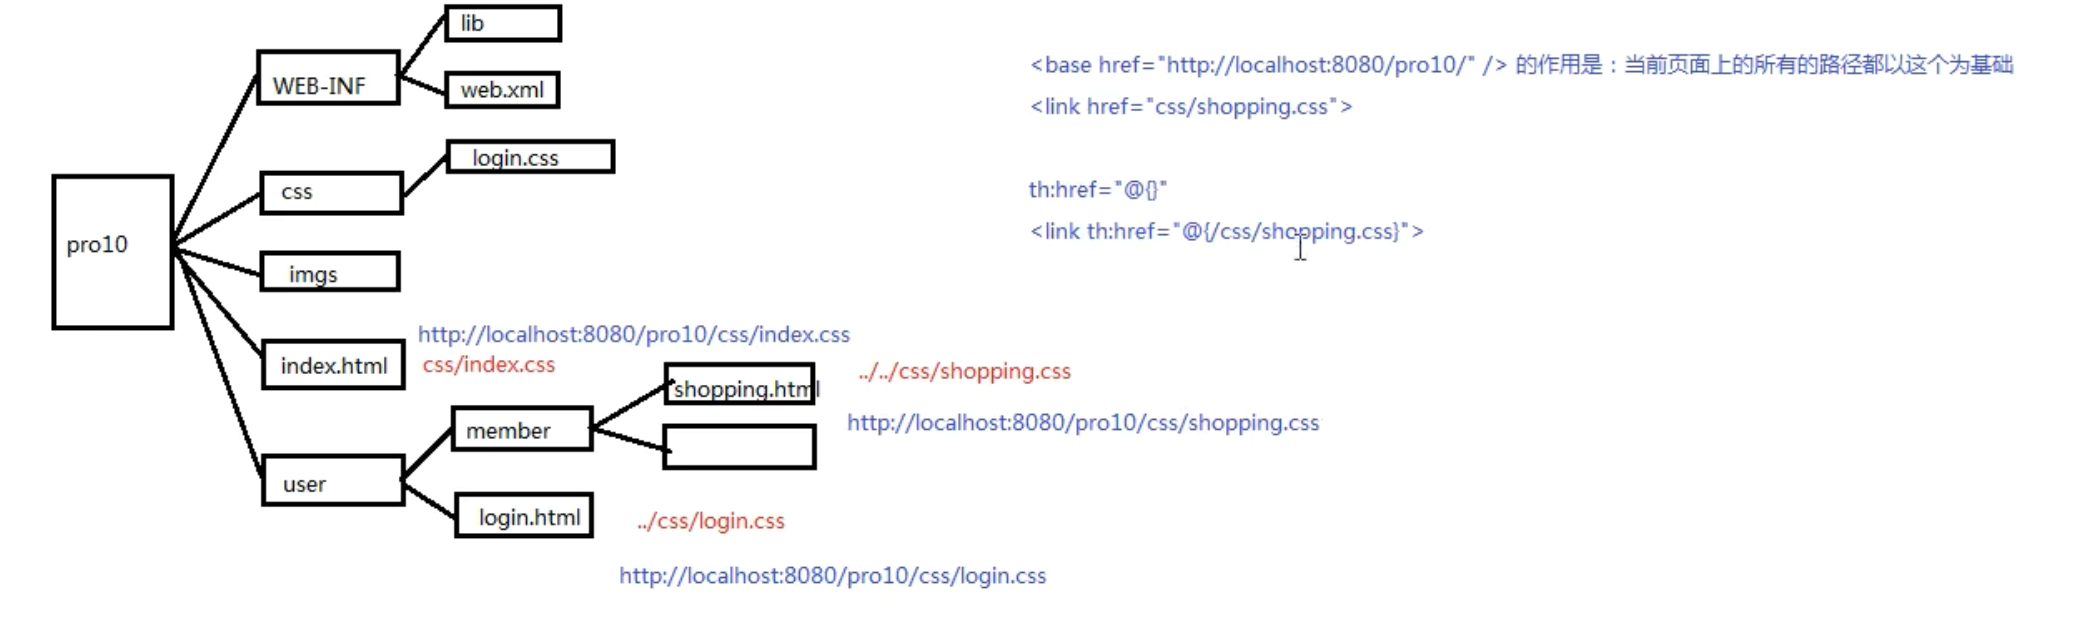 lib
WEB-INF
web.xml
login.css
css
pro10
imgs
http://localhost:8080/pro10/css/index.css
index.html
css/index.css
shopping.html
../../css/shopping.css
http://localhost:8080/pro10/css/shopping.css
member
user
login.html
../css/login.css
http://localhost:8080/pro10/css/login.css
<base href="http://localhost:8080/pro10/" /> 的作用是：当前页面上的所有的路径都以这个为基础
<link href="css/shopping.css">
th:href="@{}"
<link th:href="@{/css/shopping.css}">